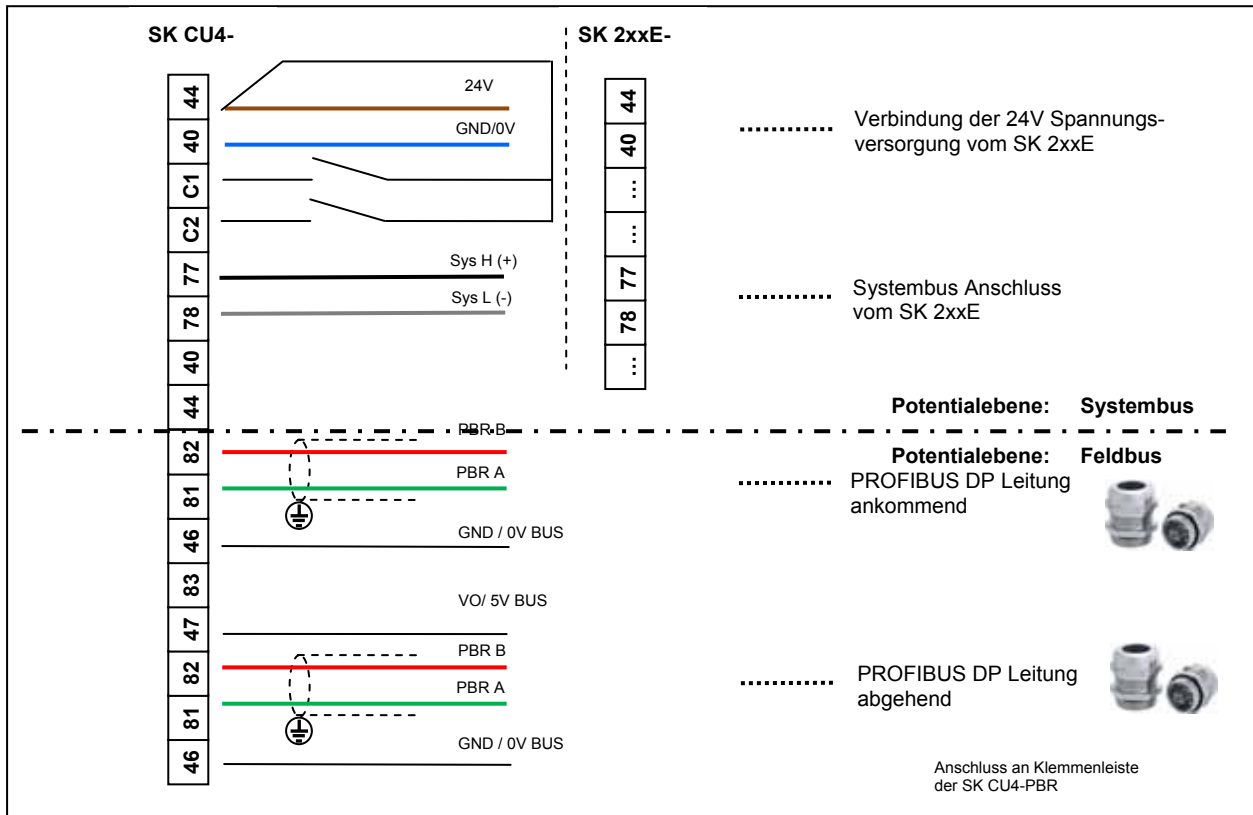 SK CU4-
SK 2xxE-
44
40
C1
C2
77
78
40
44
82
81
46
83
47
82
81
46
24V
GND/0V
Sys H (+)
Sys L (-)
44
40
...
...
77
78
...
Verbindung der 24V Spannungs-
versorgung vom SK 2xxE
Systembus Anschluss
vom SK 2xxE
Potentialebene: Systembus
Potentialebene: Feldbus
PBR B
PBR A
GND / 0V BUS
VO/ 5V BUS
PBR B
PBR A
GND / 0V BUS
PROFIBUS DP Leitung
ankommend
PROFIBUS DP Leitung
abgehend
Anschluss an Klemmenleiste
der SK CU4-PBR